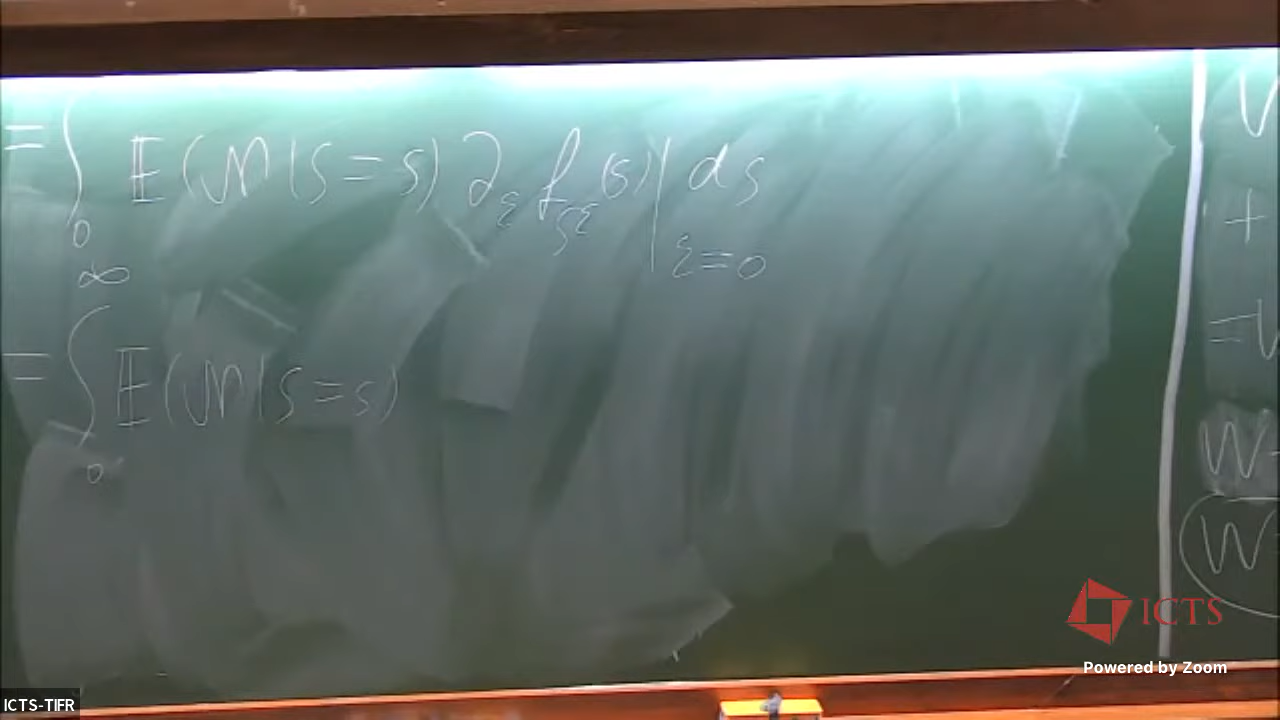 = ∫₀ 𝔼(N|S=s) ∂_ε f_{S^ε}(s)|_{ε=0} ds
= ∫₀^∞ 𝔼(N|S=s)
+
=
W
W
ICTS
Powered by Zoom
ICTS-TIFR